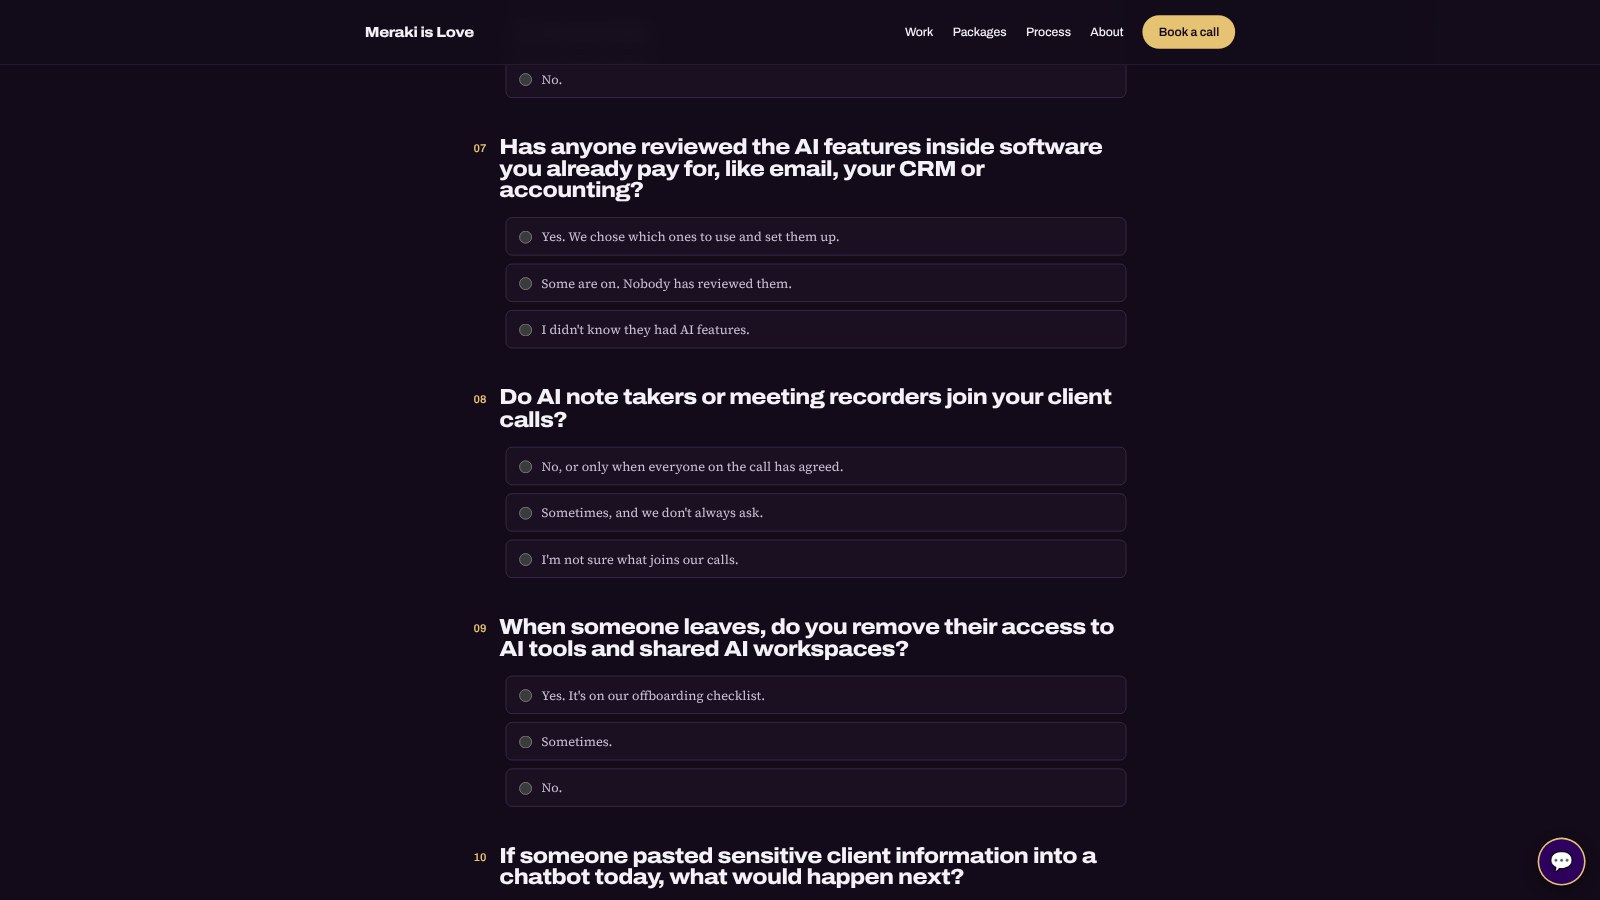 Meraki is Love
Work
Packages
Process
About
Book a call
No.
07
Has anyone reviewed the AI features inside software
you already pay for, like email, your CRM or
accounting?
Yes. We chose which ones to use and set them up.
Some are on. Nobody has reviewed them.
I didn't know they had AI features.
08
Do AI note takers or meeting recorders join your client
calls?
No, or only when everyone on the call has agreed.
Sometimes, and we don't always ask.
I'm not sure what joins our calls.
09
When someone leaves, do you remove their access to
AI tools and shared AI workspaces?
Yes. It's on our offboarding checklist.
Sometimes.
No.
10
If someone pasted sensitive client information into a
chatbot today, what would happen next?